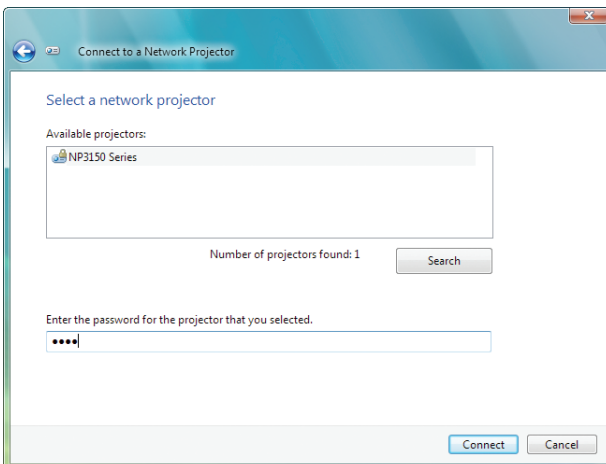 Connect to a Network Projector
Select a network projector
Available projectors:
NP3150 Series
Number of projectors found: 1
Search
Enter the password for the projector that you selected.
••••
Connect
Cancel